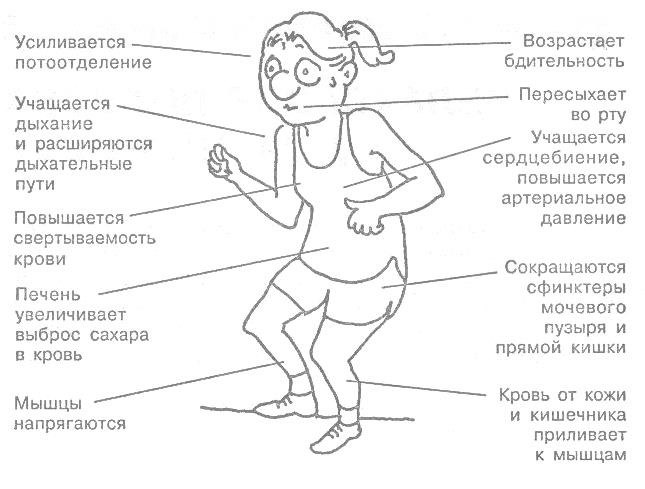 Усиливается
потоотделение
Учащается
дыхание
и расширяются
дыхательные
пути
Повышается
свертываемость
крови
Печень
увеличивает
выброс сахара
в кровь
Мышцы
напрягаются
Возрастает
бдительность
Пересыхает
во рту
Учащается
сердцебиение,
повышается
артериальное
давление
Сокращаются
сфинктеры
мочевого
пузыря и
прямой кишки
Кровь от кожи
и кишечника
приливает
к мышцам